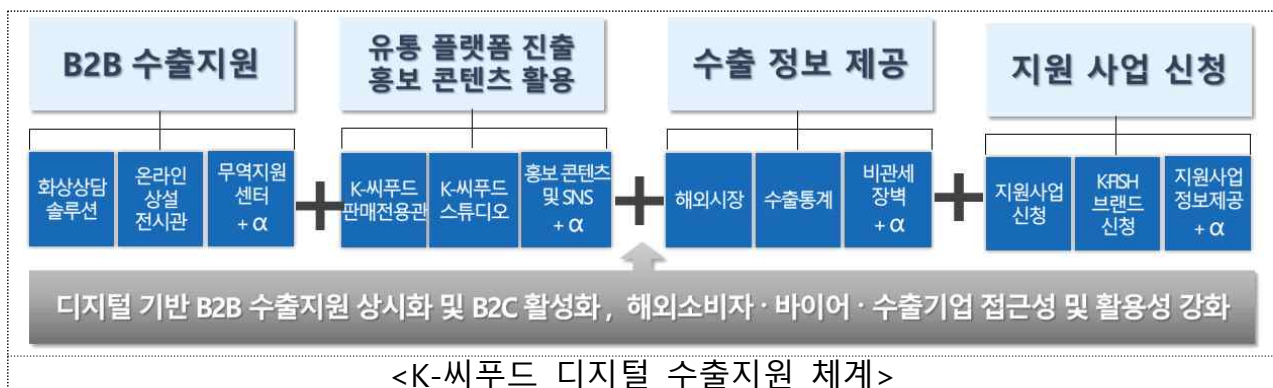 B2B 수출지원
유통 플랫폼 진출
홍보 콘텐츠 활용
수출 정보 제공
지원 사업 신청
화상상담
솔루션
온라인
상설
전시관
무역지원
센터
+ α
+
K-씨푸드
판매전용관
K-씨푸드
스튜디오
홍보 콘텐츠
및 SNS
+ α
+
해외시장
수출통계
비관세
장벽
+ α
+
지원사업
신청
K-FISH
브랜드
신청
지원사업
정보제공
+ α
디지털 기반 B2B 수출지원 상시화 및 B2C 활성화 , 해외소비자 · 바이어 · 수출기업 접근성 및 활용성 강화
<K-씨푸드 디지털 수출지원 체계>